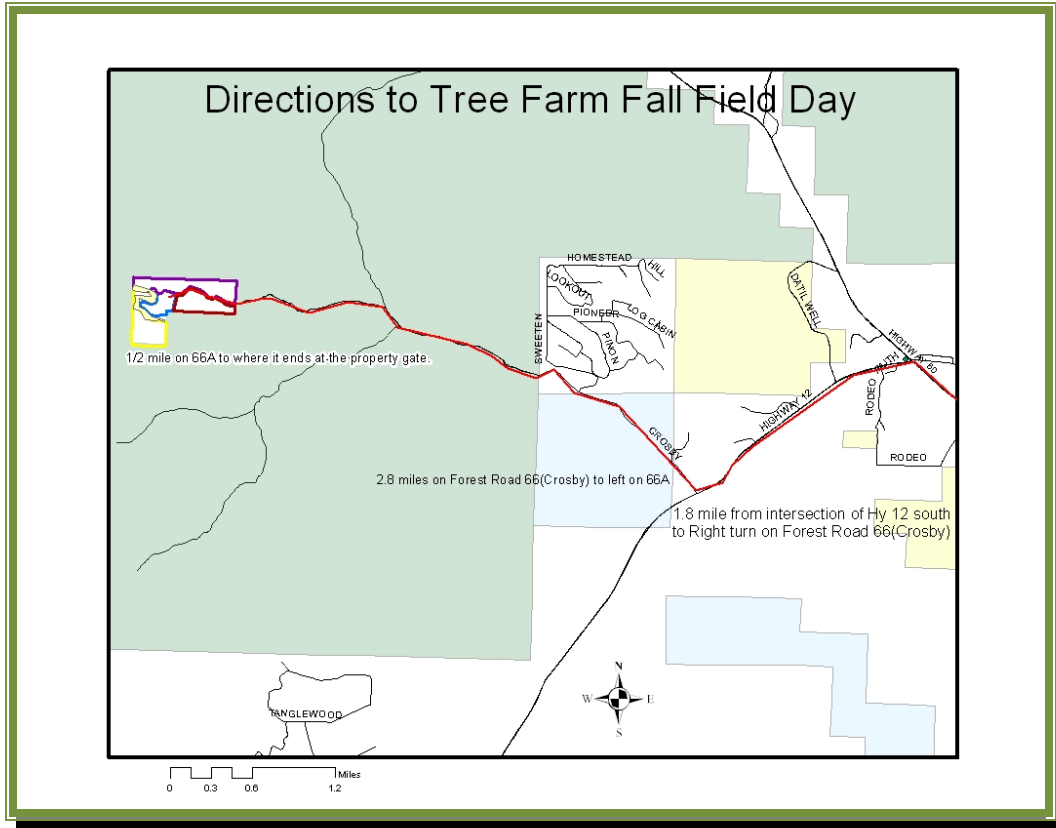 Directions to Tree Farm Fall Field Day
HOMESTEAD
HILL
LOOKOUT
LOG CABIN
PIONEER
PINON
SWEETEN
DATIL WELL
HIGHWAY 60
RODEO
HIGHWAY 12
RODEO
1/2 mile on 66A to where it ends at the property gate.
CROSBY
2.8 miles on Forest Road 66(Crosby) to left on 66A
1.8 mile from intersection of Hy 12 south
to Right turn on Forest Road 66(Crosby)
N
W E
S
TANGLEWOOD
Miles
0 0.3 0.6 1.2